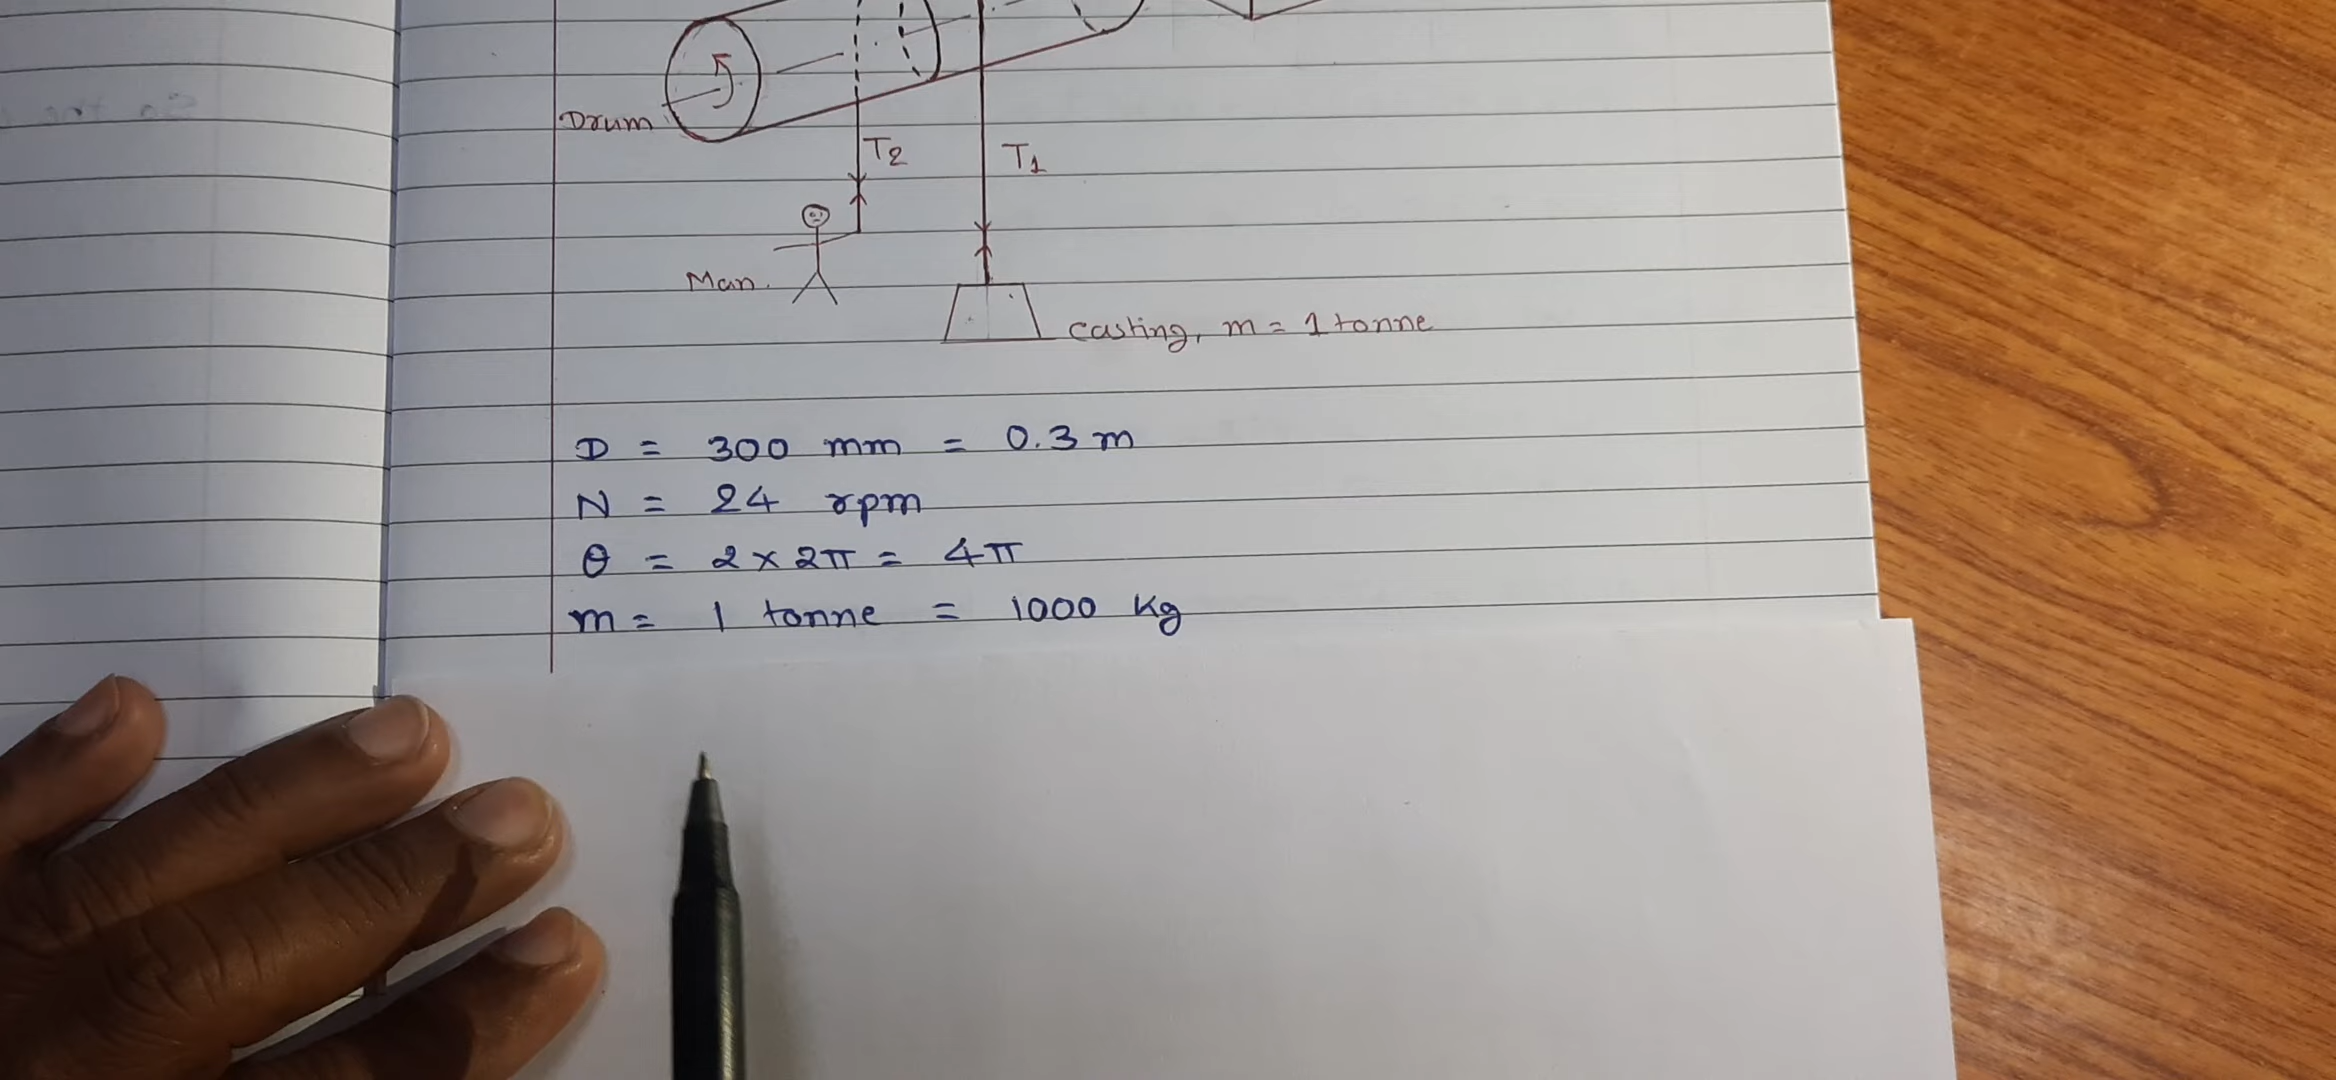 Drum
T2
T1
Man.
casting, m = 1 tonne
D = 300 mm = 0.3 m
N = 24 rpm
θ = 2 × 2π = 4π
m = 1 tonne = 1000 Kg